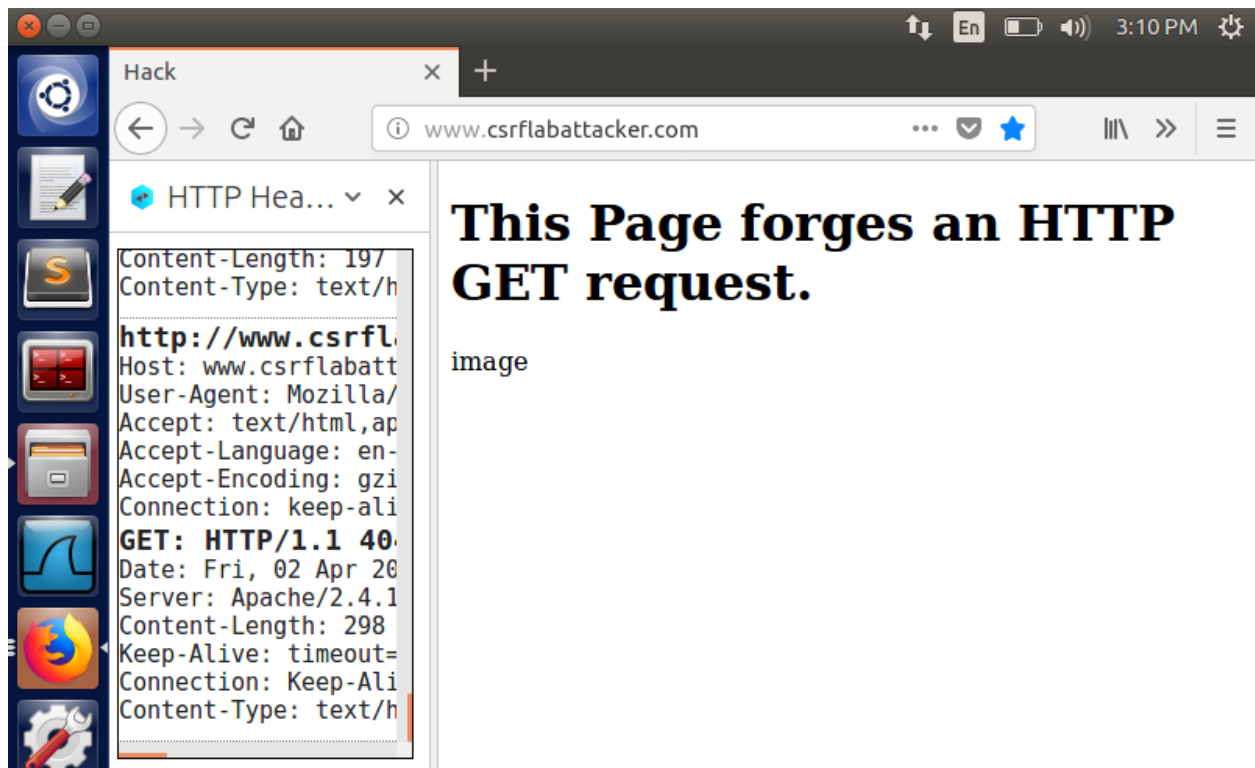 En
3:10 PM
Hack
www.csrflabattacker.com
HTTP Hea...
Content-Length: 197
Content-Type: text/h
http://www.csrfl
Host: www.csrflabatt
User-Agent: Mozilla/
Accept: text/html,ap
Accept-Language: en-
Accept-Encoding: gzi
Connection: keep-ali
GET: HTTP/1.1 40
Date: Fri, 02 Apr 20
Server: Apache/2.4.1
Content-Length: 298
Keep-Alive: timeout=
Connection: Keep-Ali
Content-Type: text/h
This Page forges an HTTP
GET request.
image